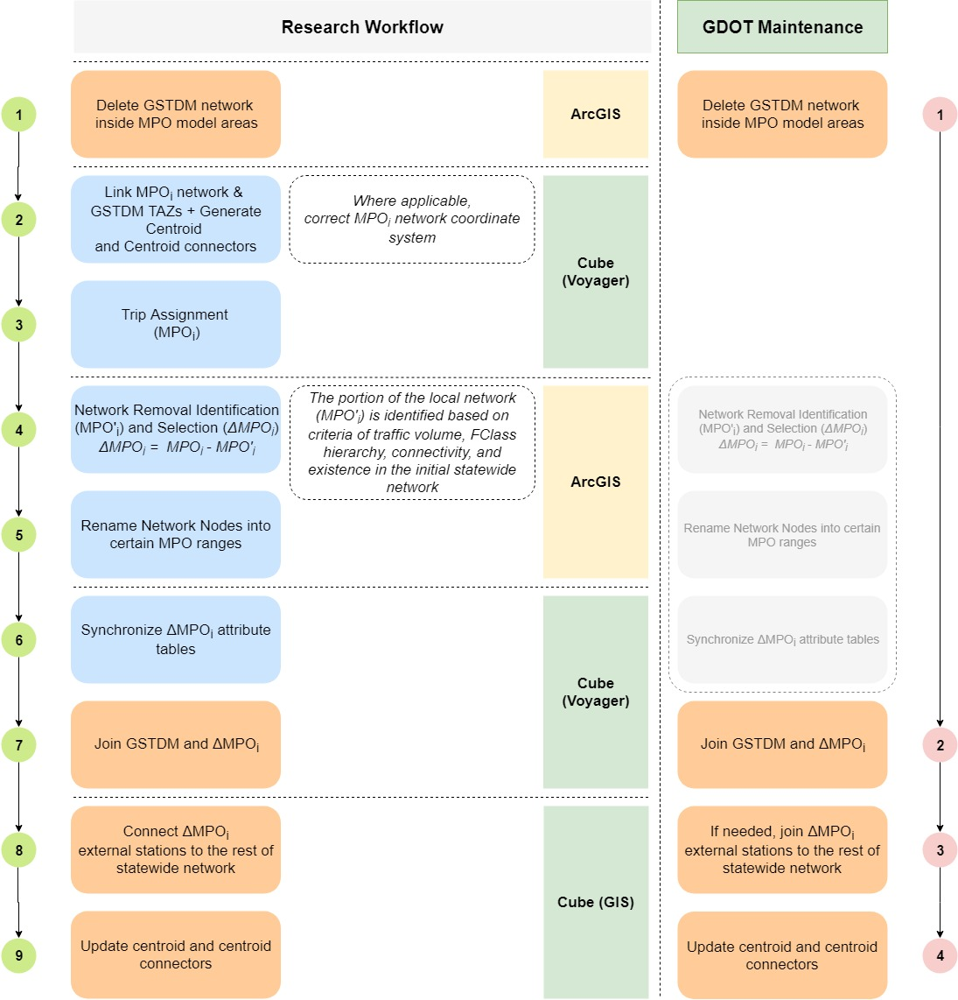 Research Workflow
GDOT Maintenance
1
Delete GSTDM network
inside MPO model areas
ArcGIS
Delete GSTDM network
inside MPO model areas
1
2
Link MPOi network &
GSTDM TAZs + Generate
Centroid
and Centroid connectors
Where applicable,
correct MPOi network coordinate
system
Cube
(Voyager)
3
Trip Assignment
(MPOi)
4
Network Removal Identification
(MPO'i) and Selection (ΔMPOi)
ΔMPOi = MPOi - MPO'i
The portion of the local network
(MPO'i) is identified based on
criteria of traffic volume, FClass
hierarchy, connectivity, and
existence in the initial statewide
network
ArcGIS
Network Removal Identification
(MPO'i) and Selection (ΔMPOi)
ΔMPOi = MPOi - MPO'i
5
Rename Network Nodes into
certain MPO ranges
Rename Network Nodes into certain
MPO ranges
6
Synchronize ΔMPOi attribute
tables
Cube
(Voyager)
Synchronize ΔMPOi attribute tables
7
Join GSTDM and ΔMPOi
Join GSTDM and ΔMPOi
2
8
Connect ΔMPOi
external stations to the rest of
statewide network
Cube (GIS)
If needed, join ΔMPOi
external stations to the rest of
statewide network
3
9
Update centroid and centroid
connectors
Update centroid and centroid
connectors
4